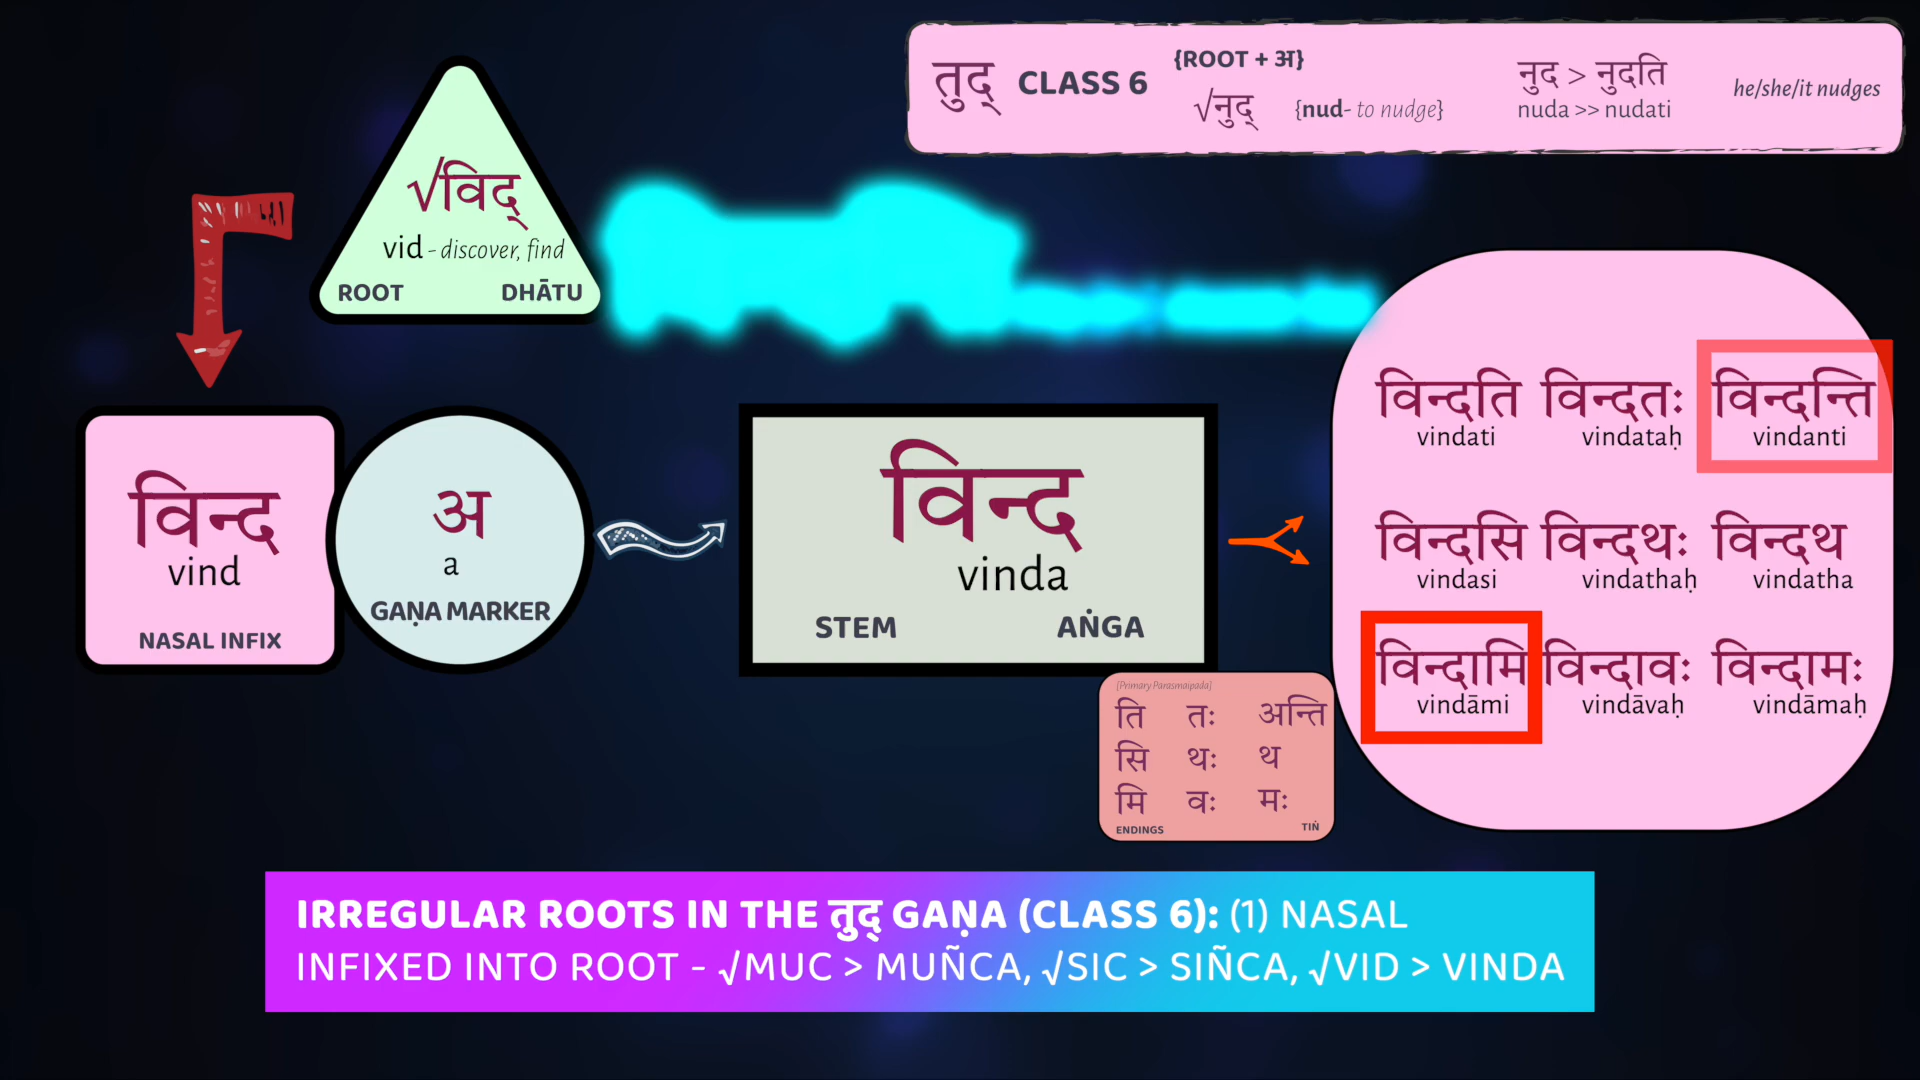 तुद् CLASS 6
{ROOT + अ}
√नुद् {nud- to nudge}
नुद > नुदति
nuda >> nudati
he/she/it nudges
√विद्
vid - discover, find
ROOT DHĀTU
विन्द्
vind
NASAL INFIX
अ
a
GAṆA MARKER
विन्द
vinda
STEM AṄGA
विन्दति विन्दतः विन्दन्ति
vindati vindataḥ vindanti
विन्दसि विन्दथः विन्दथ
vindasi vindathaḥ vindatha
विन्दामि विन्दावः विन्दामः
vindāmi vindāvaḥ vindāmaḥ
[Primary Parasmaipada]
ति तः अन्ति
सि थः थ
मि वः मः
ENDINGS TIṄ
IRREGULAR ROOTS IN THE तुद् GAṆA (CLASS 6): (1) NASAL
INFIXED INTO ROOT - √MUC > MUÑCA, √SIC > SIÑCA, √VID > VINDA